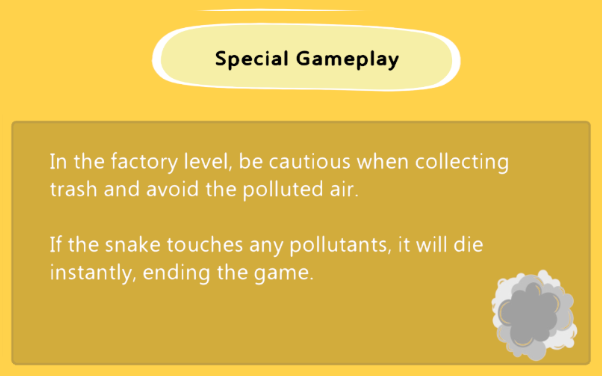 Special Gameplay
In the factory level, be cautious when collecting
trash and avoid the polluted air.
If the snake touches any pollutants, it will die
instantly, ending the game.